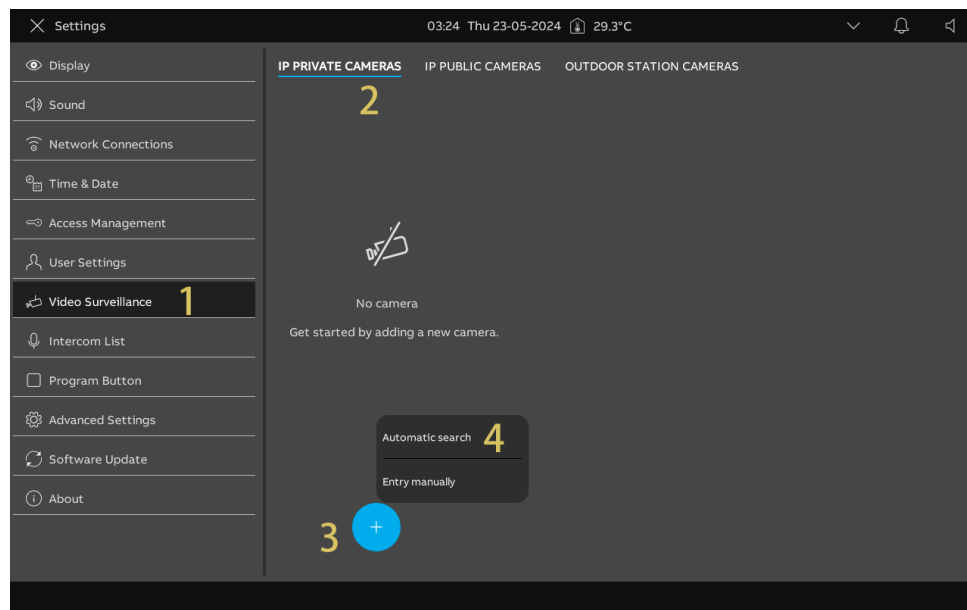 Settings
03:24 Thu 23-05-2024 29.3°C
Display
Sound
Network Connections
Time & Date
Access Management
User Settings
Video Surveillance 1
Intercom List
Program Button
Advanced Settings
Software Update
About
IP PRIVATE CAMERAS IP PUBLIC CAMERAS OUTDOOR STATION CAMERAS
2
No camera
Get started by adding a new camera.
Automatic search 4
Entry manually
3 +